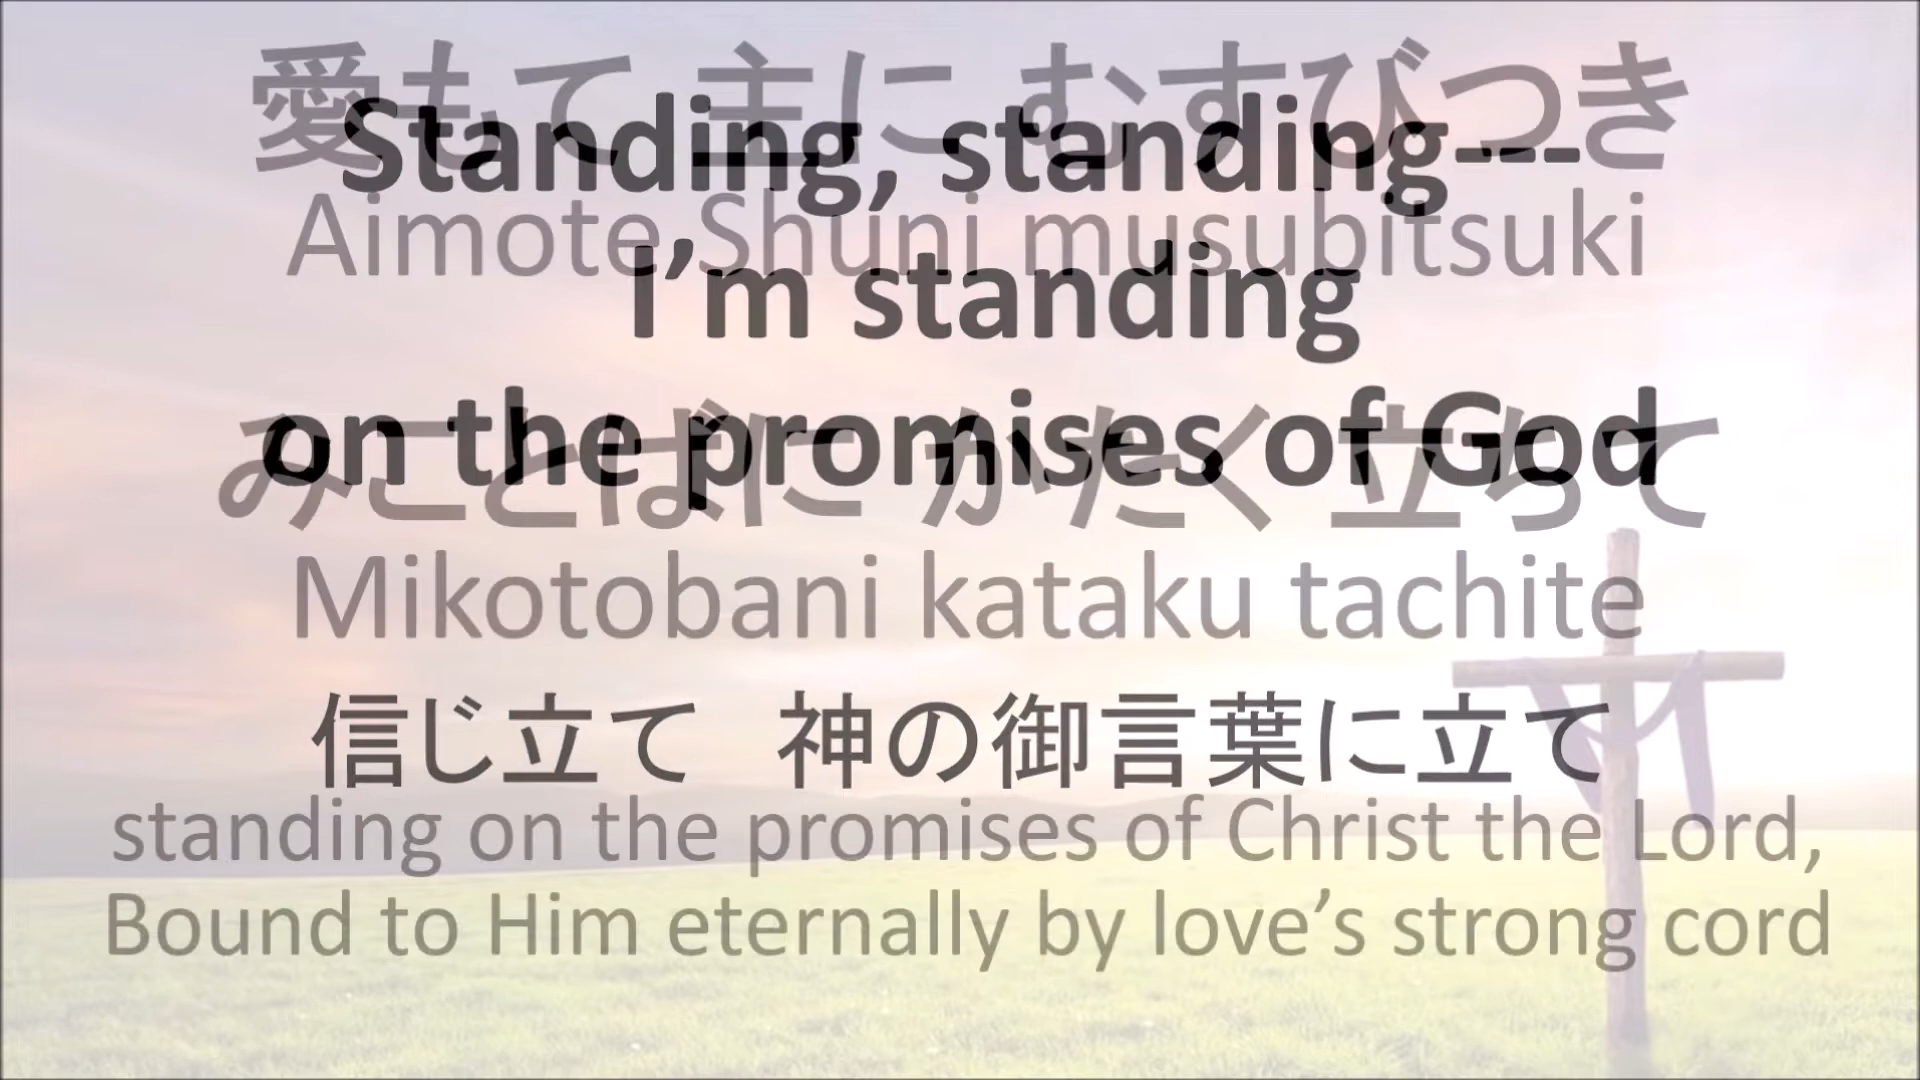 愛もて 主に むすびつき
Standing, standing---
Aimote Shuni musubitsuki
I’m standing
on the promises of God
みことばに かたく 立ちて
Mikotobani kataku tachite
信じ立て　神の御言葉に立て
standing on the promises of Christ the Lord,
Bound to Him eternally by love’s strong cord